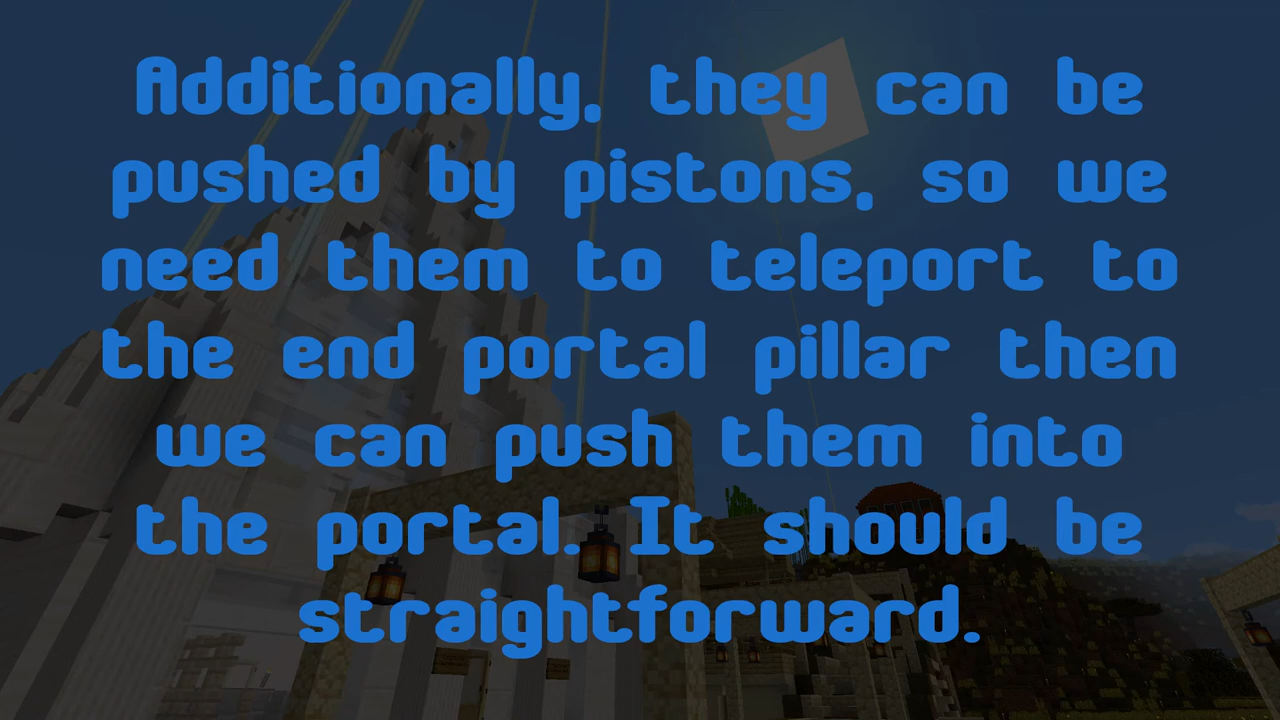 Additionally, they can be
pushed by pistons, so we
need them to teleport to
the end portal pillar then
we can push them into
the portal. It should be
straightforward.